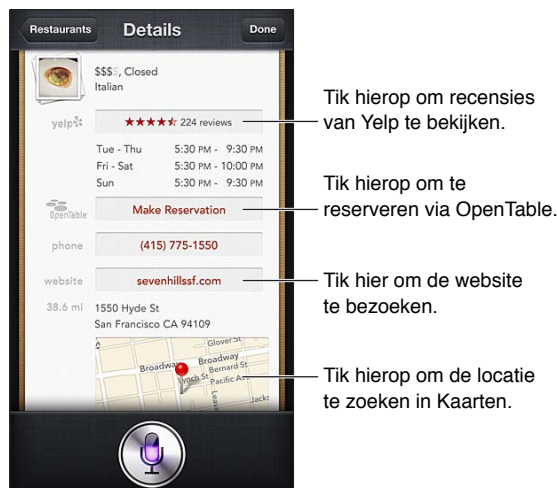 Restaurants
Details
Done
$$$$, Closed
Italian
yelp
224 reviews
Tue - Thu 5:30 PM - 9:30 PM
Fri - Sat 5:30 PM - 10:00 PM
Sun 5:30 PM - 9:30 PM
OpenTable
Make Reservation
phone
(415) 775-1550
website
sevenhillssf.com
38.6 mi
1550 Hyde St
San Francisco CA 94109
Glover St
Broadway
Broadway
Bernard St
Lynch St
Pacific Ave
Leav
Jacks
Tik hierop om recensies
van Yelp te bekijken.
Tik hierop om te
reserveren via OpenTable.
Tik hier om de website
te bezoeken.
Tik hierop om de locatie
te zoeken in Kaarten.